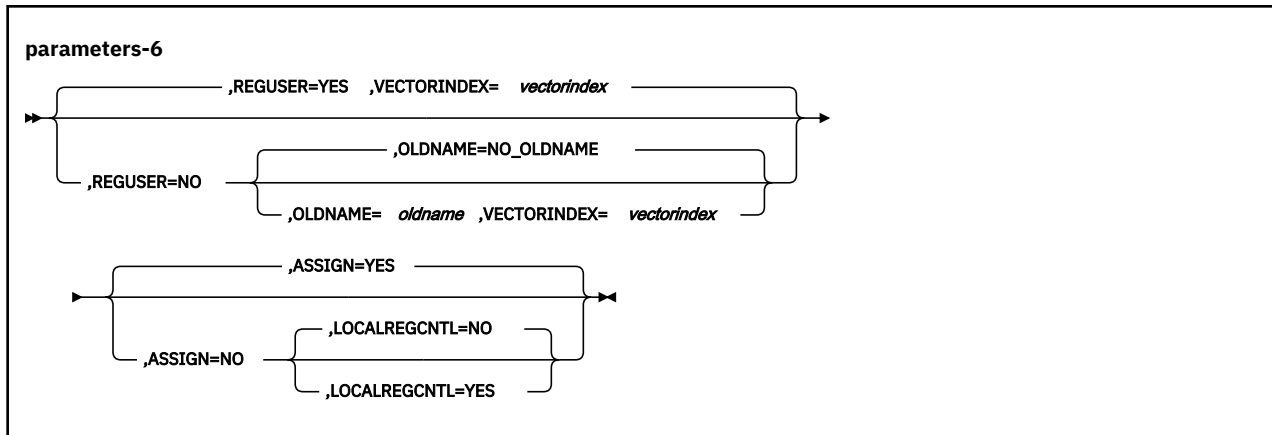 parameters-6
,REGUSER=YES ,VECTORINDEX= vectorindex
,OLDNAME=NO_OLDNAME
,REGUSER=NO
,OLDNAME= oldname ,VECTORINDEX= vectorindex
,ASSIGN=YES
,LOCALREGCNTL=NO
,ASSIGN=NO
,LOCALREGCNTL=YES